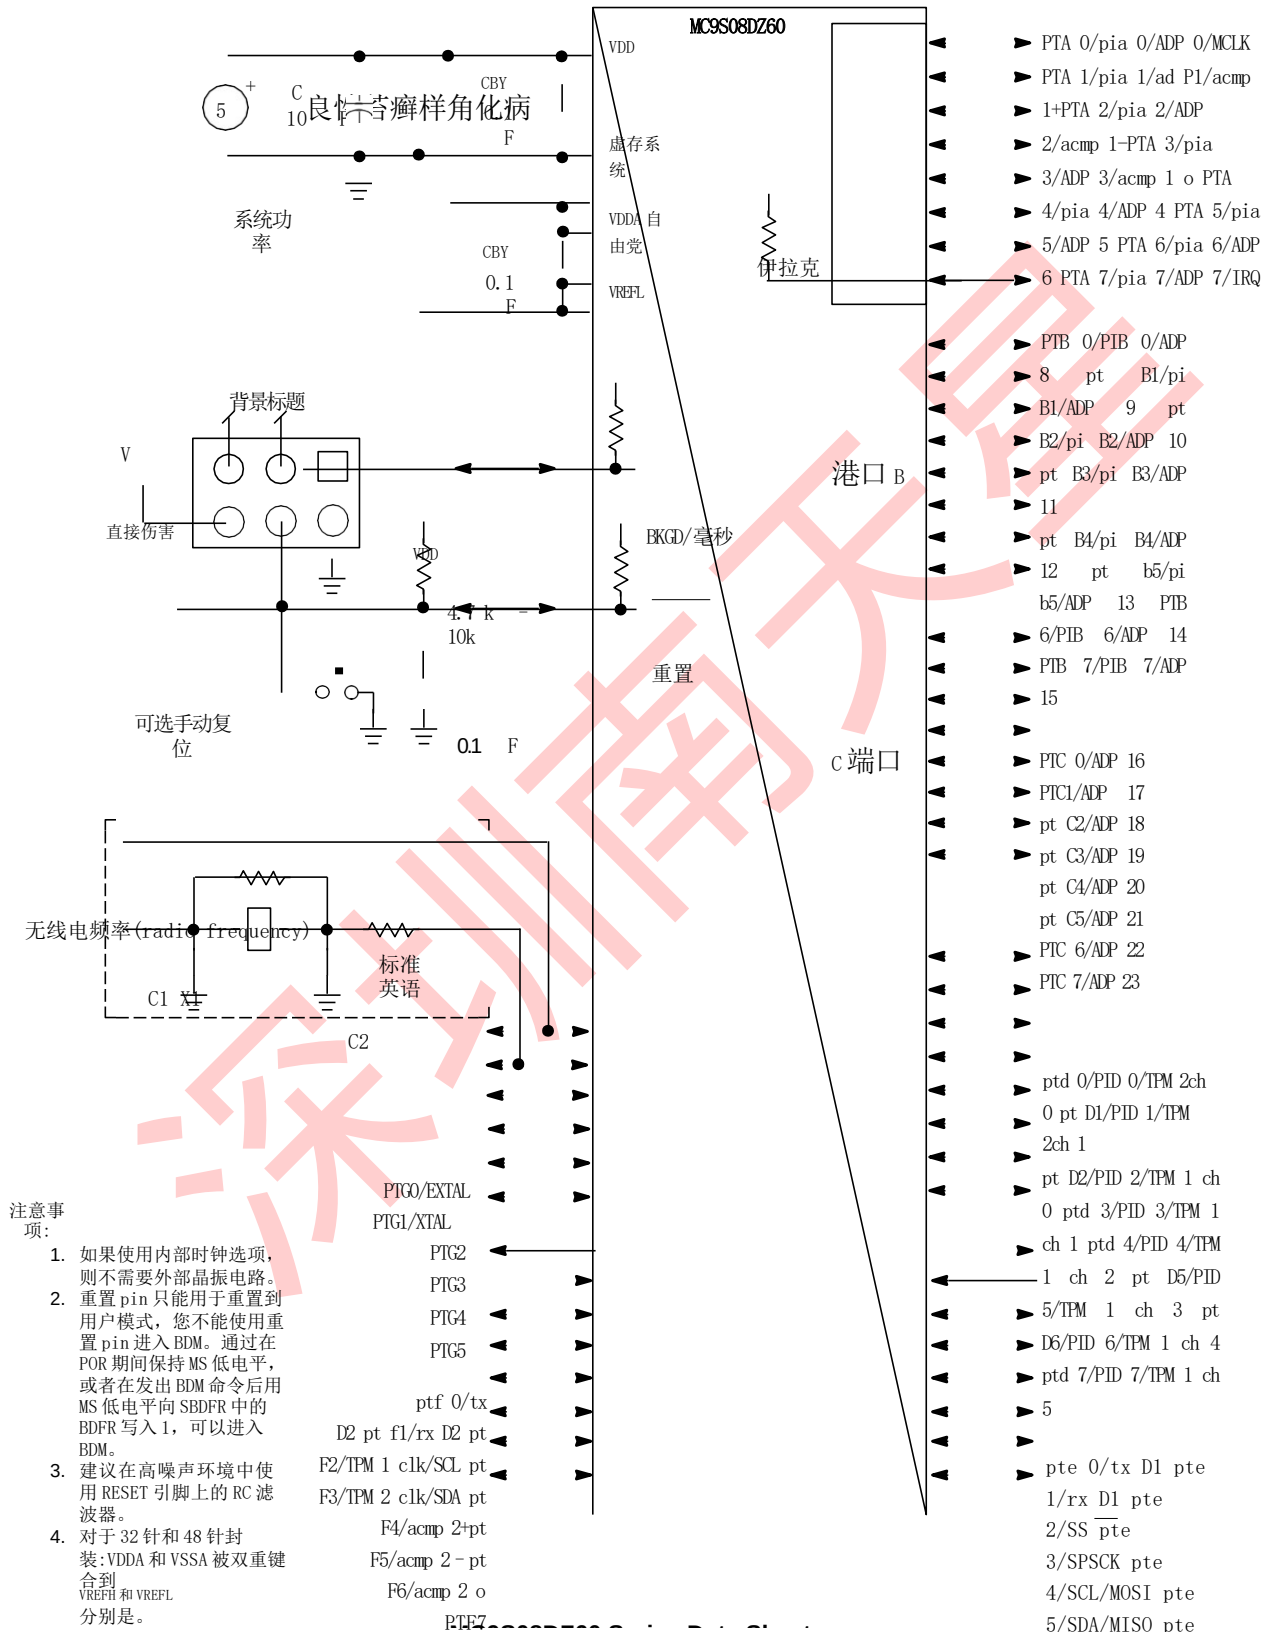 MC9S08DZ60
VDD
CBY
C
10
F
5
+
良性苔癣样角化病
F
虚存系
统
系统功
率
VDDA 自
由党
CBY
0.1
F
VREFL
伊拉克
背景标题
V
直接伤害
VDD
BKGD/毫秒
4.7 k －
10k
重置
可选手动复
位
0.1 F
港口 B
C 端口
无线电频率(radio frequency)
标准
英语
C1 X1
C2
PTG0/EXTAL
PTG1/XTAL
PTG2
PTG3
PTG4
PTG5
ptf 0/tx
D2 pt f1/rx D2 pt
F2/TPM 1 clk/SCL pt
F3/TPM 2 clk/SDA pt
F4/acmp 2+pt
F5/acmp 2－pt
F6/acmp 2 o
PTF7
注意事
项:
1. 如果使用内部时钟选项，
则不需要外部晶振电路。
2. 重置 pin 只能用于重置到
用户模式，您不能使用重
置 pin 进入 BDM。通过在
POR 期间保持 MS 低电平，
或者在发出 BDM 命令后用
MS 低电平向 SBDFR 中的
BDFR 写入 1，可以进入
BDM。
3. 建议在高噪声环境中使
用 RESET 引脚上的 RC 滤
波器。
4. 对于 32 针和 48 针封
装:VDDA 和 VSSA 被双重键
合到
VREFH 和 VREFL
分别是。
PTA 0/pia 0/ADP 0/MCLK
PTA 1/pia 1/ad P1/acmp
1+PTA 2/pia 2/ADP
2/acmp 1-PTA 3/pia
3/ADP 3/acmp 1 o PTA
4/pia 4/ADP 4 PTA 5/pia
5/ADP 5 PTA 6/pia 6/ADP
6 PTA 7/pia 7/ADP 7/IRQ
PTB 0/PIB 0/ADP
8 pt B1/pi
B1/ADP 9 pt
B2/pi B2/ADP 10
pt B3/pi B3/ADP
11
pt B4/pi B4/ADP
12 pt b5/pi
b5/ADP 13 PTB
6/PIB 6/ADP 14
PTB 7/PIB 7/ADP
15
PTC 0/ADP 16
PTC1/ADP 17
pt C2/ADP 18
pt C3/ADP 19
pt C4/ADP 20
pt C5/ADP 21
PTC 6/ADP 22
PTC 7/ADP 23
ptd 0/PID 0/TPM 2ch
0 pt D1/PID 1/TPM
2ch 1
pt D2/PID 2/TPM 1 ch
0 ptd 3/PID 3/TPM 1
ch 1 ptd 4/PID 4/TPM
1 ch 2 pt D5/PID
5/TPM 1 ch 3 pt
D6/PID 6/TPM 1 ch 4
ptd 7/PID 7/TPM 1 ch
5
pte 0/tx D1 pte
1/rx D1 pte
2/SS pte
3/SPSCK pte
4/SCL/MOSI pte
5/SDA/MISO pte
深圳南天星